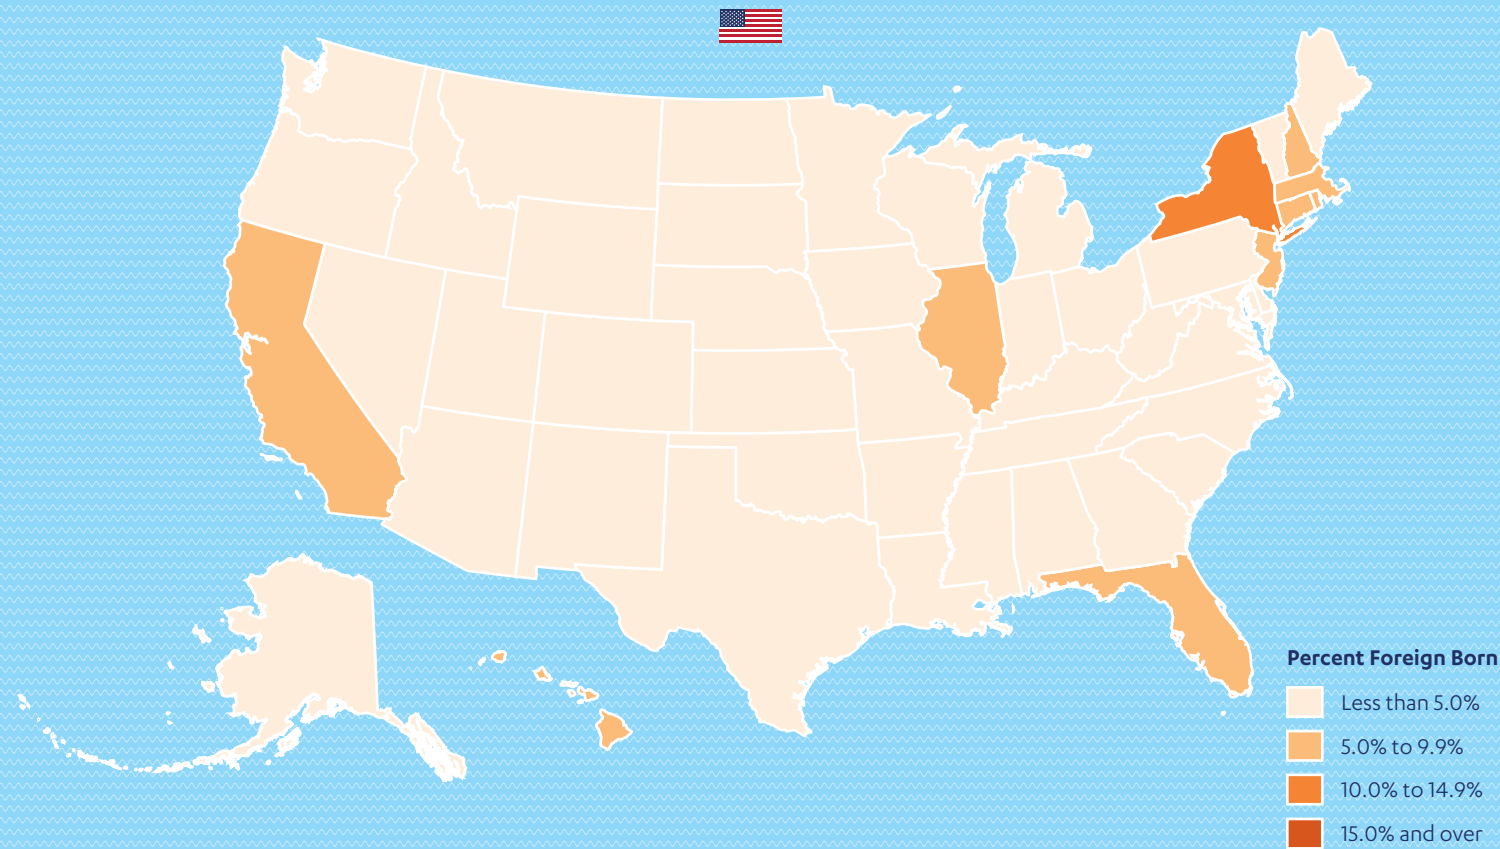 Percent Foreign Born
Less than 5.0%
5.0% to 9.9%
10.0% to 14.9%
15.0% and over